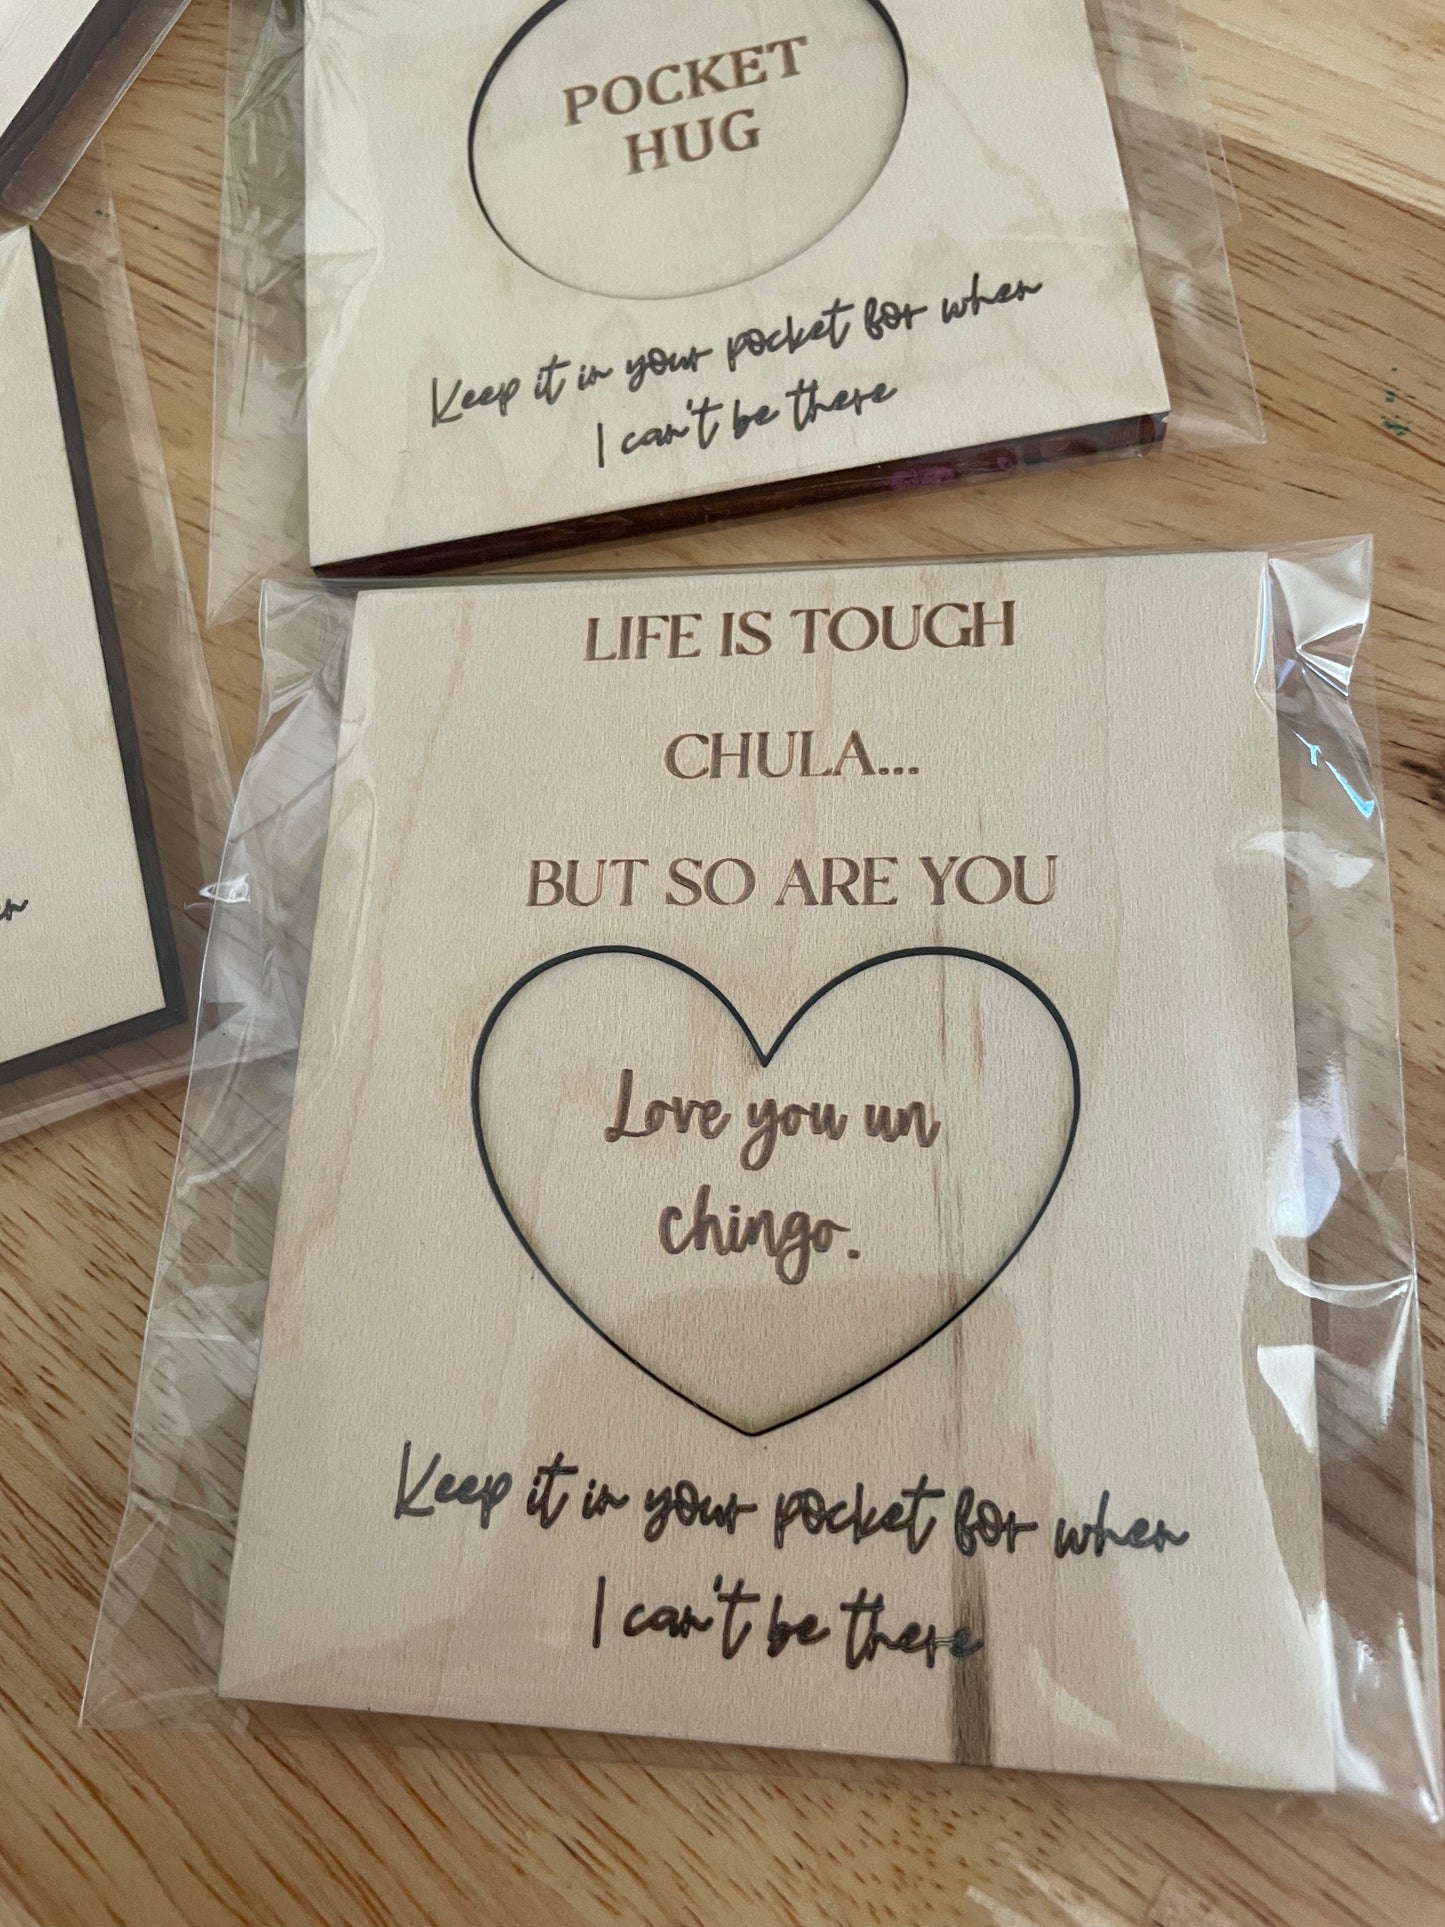 POCKET
HUG
Keep it in your pocket for when
I can't be there
LIFE IS TOUGH
CHULA...
BUT SO ARE YOU
Love you un
chingo.
Keep it in your pocket for when
I can't be there